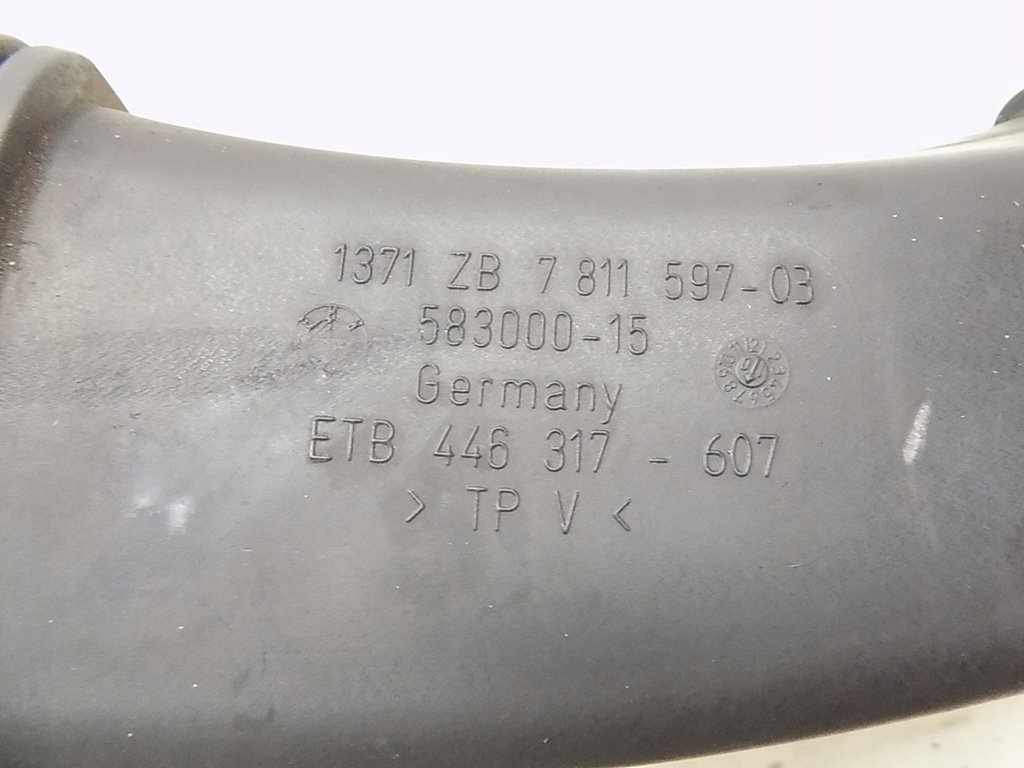 1371 ZB 7 811 597-03
583000-15
Germany
ETB 446 317 - 607
> TP V <